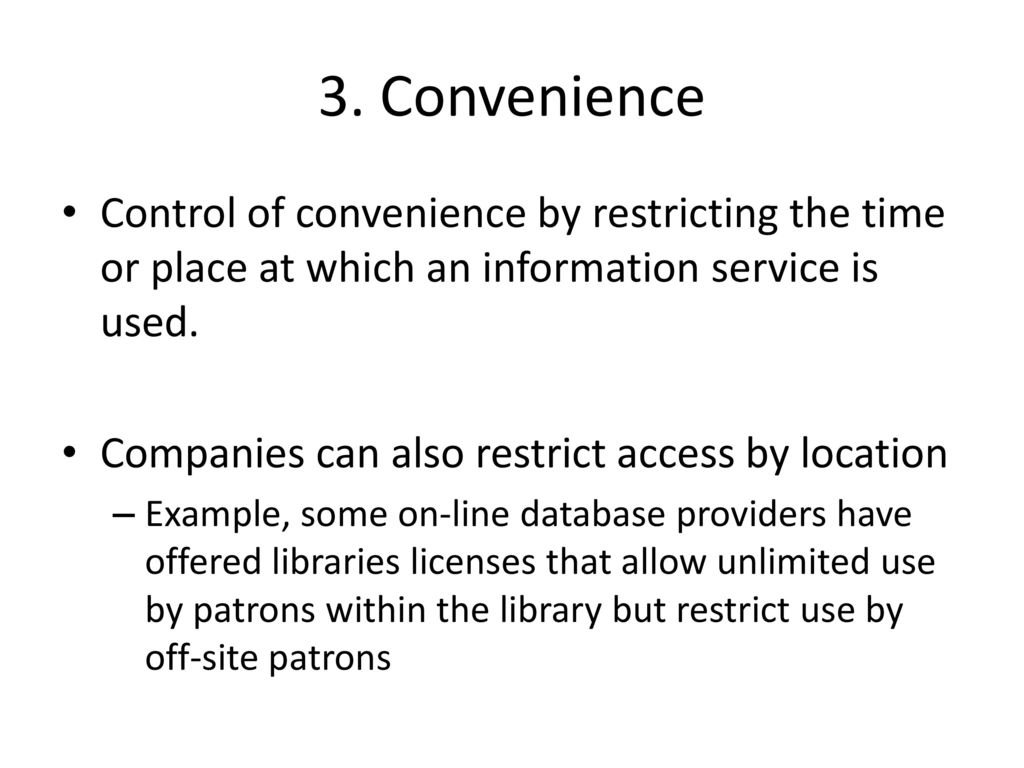 3. Convenience
• Control of convenience by restricting the time
or place at which an information service is
used.
• Companies can also restrict access by location
– Example, some on-line database providers have
offered libraries licenses that allow unlimited use
by patrons within the library but restrict use by
off-site patrons